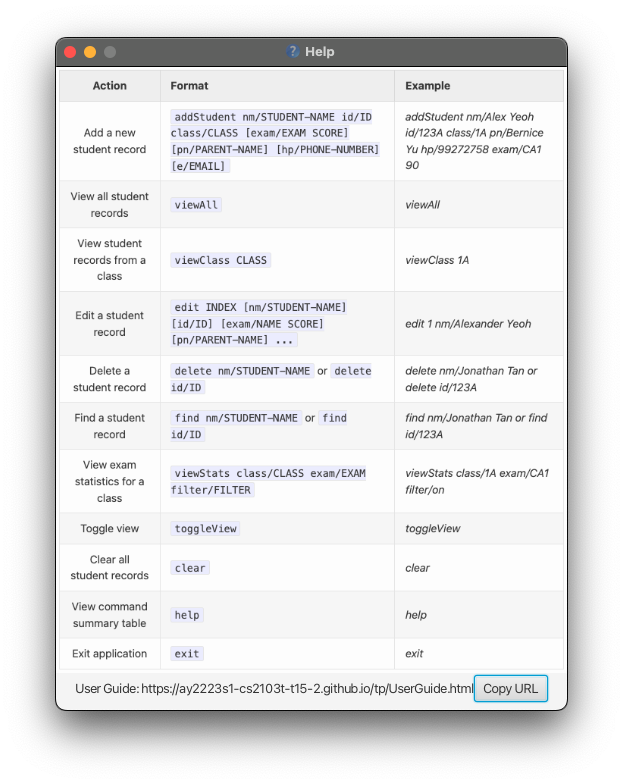 Help
Action Format Example
Add a new
student record
addStudent nm/STUDENT-NAME id/ID
class/CLASS [exam/EXAM SCORE]
[pn/PARENT-NAME] [hp/PHONE-NUMBER]
[e/EMAIL]
addStudent nm/Alex Yeoh
id/123A class/1A pn/Bernice
Yu hp/99272758 exam/CA1
90
View all student
records
viewAll
viewAll
View student
records from a
class
viewClass CLASS
viewClass 1A
Edit a student
record
edit INDEX [nm/STUDENT-NAME]
[id/ID] [exam/NAME SCORE]
[pn/PARENT-NAME] ...
edit 1 nm/Alexander Yeoh
Delete a
student record
delete nm/STUDENT-NAME or delete
id/ID
delete nm/Jonathan Tan or
delete id/123A
Find a student
record
find nm/STUDENT-NAME or find
id/ID
find nm/Jonathan Tan or find
id/123A
View exam
statistics for a
class
viewStats class/CLASS exam/EXAM
filter/FILTER
viewStats class/1A exam/CA1
filter/on
Toggle view
toggleView
toggleView
Clear all
student records
clear
clear
View command
summary table
help
help
Exit application
exit
exit
User Guide: https://ay2223s1-cs2103t-t15-2.github.io/tp/UserGuide.html Copy URL